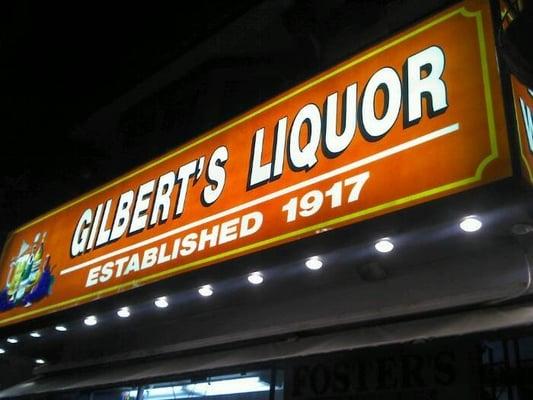 GILBERT'S LIQUOR
ESTABLISHED 1917
FOSTER'S